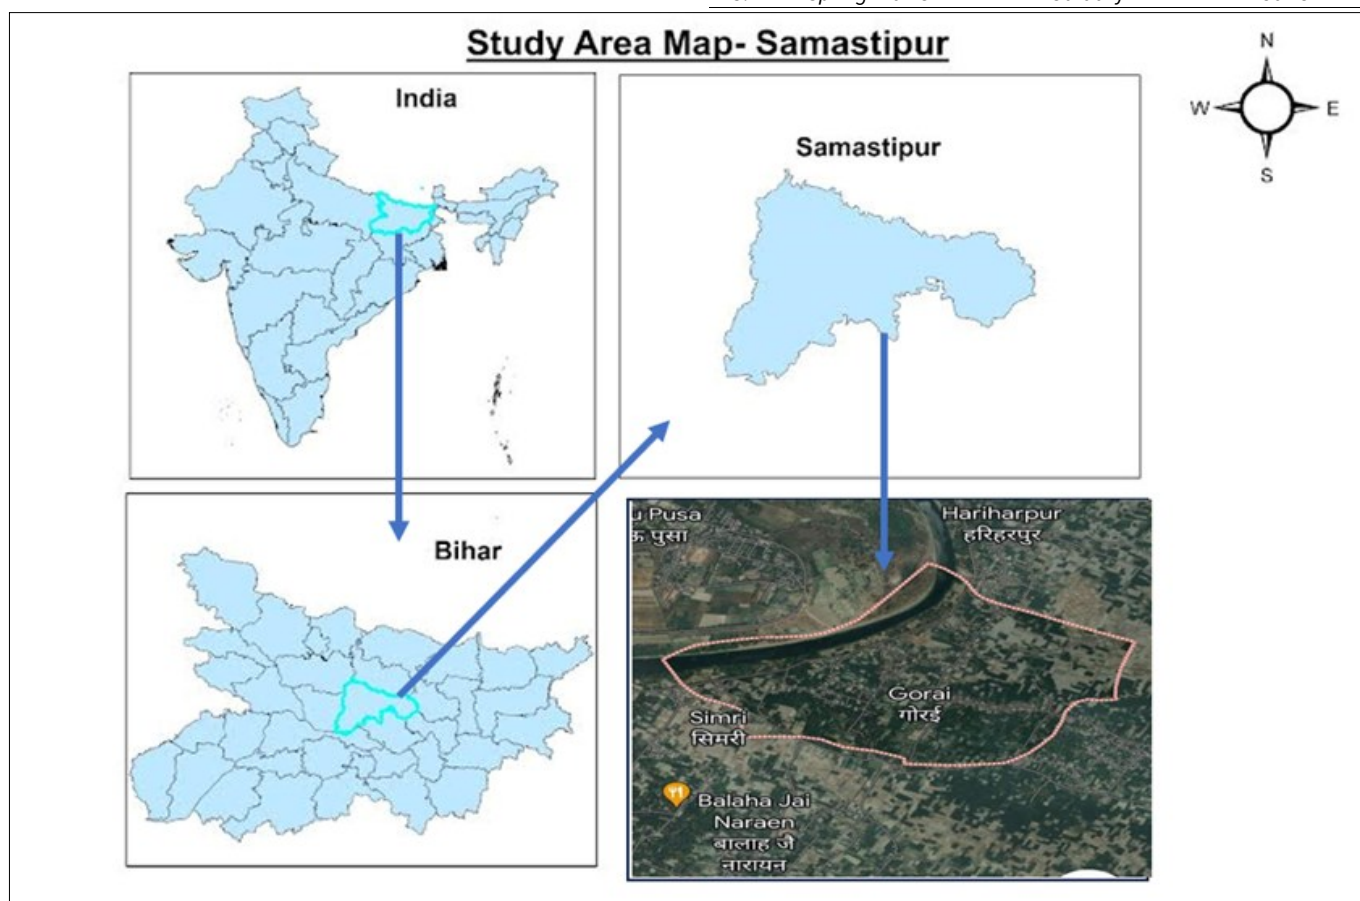 Study Area Map- Samastipur
India
Samastipur
N
W
E
S
Bihar
u Pusa
ऊ पुसा
Hariharpur
हरिहरपुर
Gorai
गोरई
Simri
सिमरी
Balaha Jai
Naraen
बालाह जै
नारायन